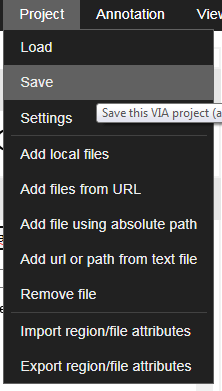 Project Annotation
Load
Save
Settings
Save this VIA project (a
Add local files
Add files from URL
Add file using absolute path
Add url or path from text file
Remove file
Import region/file attributes
Export region/file attributes